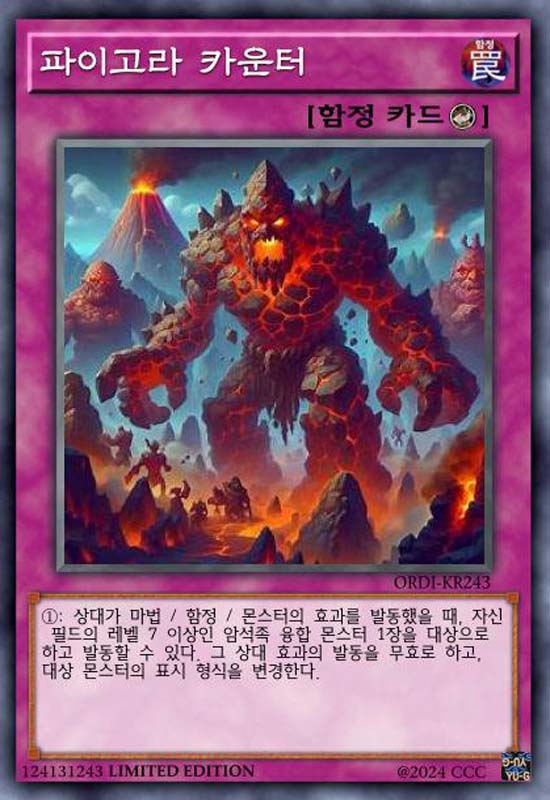 파이고라 카운터
함정
罠
[함정 카드]
ORDI-KR243
①: 상대가 마법 / 함정 / 몬스터의 효과를 발동했을 때, 자신
필드의 레벨 7 이상인 암석족 융합 몬스터 1장을 대상으로
하고 발동할 수 있다. 그 상대 효과의 발동을 무효로 하고,
대상 몬스터의 표시 형식을 변경한다.
124131243 LIMITED EDITION
@2024 CCC